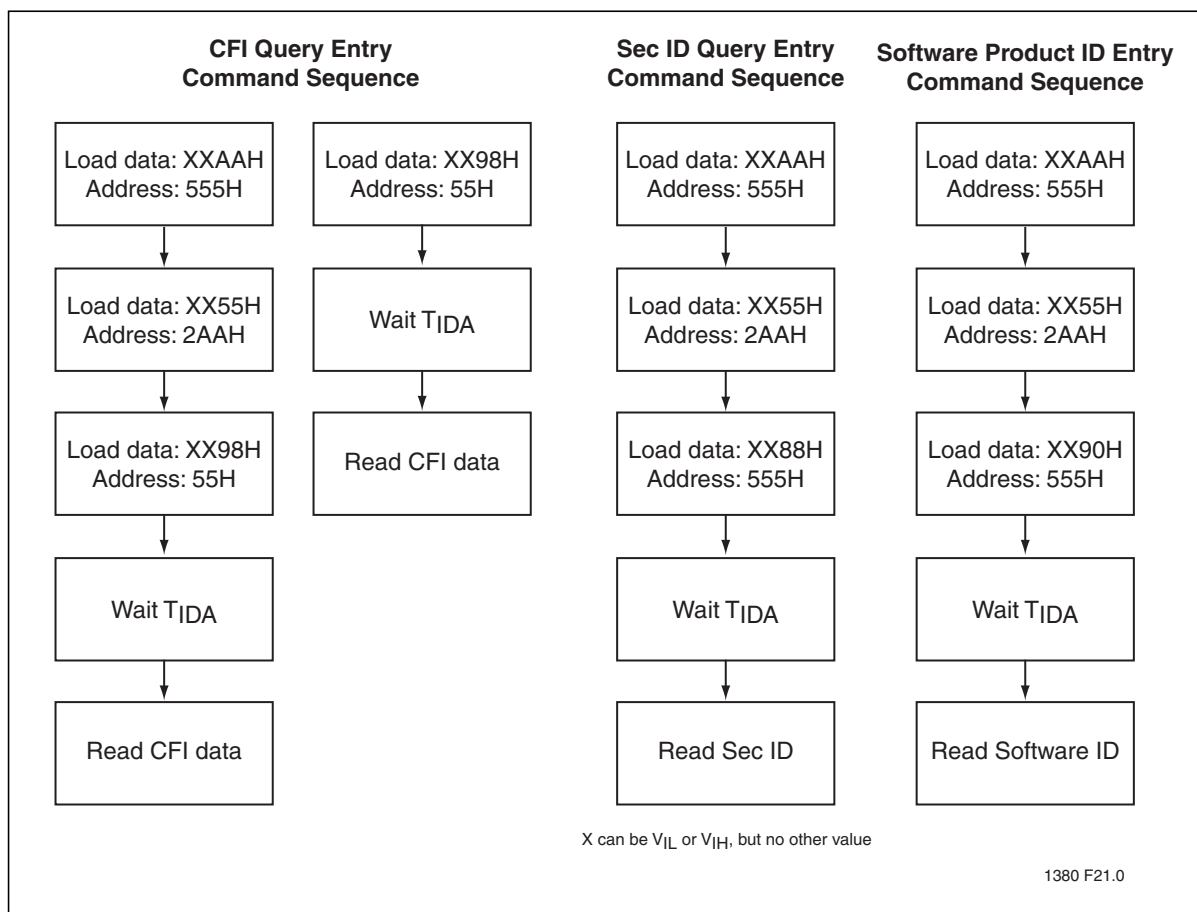 CFI Query Entry
Command Sequence
Load data: XXAAH
Address: 555H
Load data: XX55H
Address: 2AAH
Load data: XX98H
Address: 55H
Wait TIDA
Read CFI data
Load data: XX98H
Address: 55H
Wait TIDA
Read CFI data
Sec ID Query Entry
Command Sequence
Load data: XXAAH
Address: 555H
Load data: XX55H
Address: 2AAH
Load data: XX88H
Address: 555H
Wait TIDA
Read Sec ID
Software Product ID Entry
Command Sequence
Load data: XXAAH
Address: 555H
Load data: XX55H
Address: 2AAH
Load data: XX90H
Address: 555H
Wait TIDA
Read Software ID
X can be VIL or VIH, but no other value
1380 F21.0